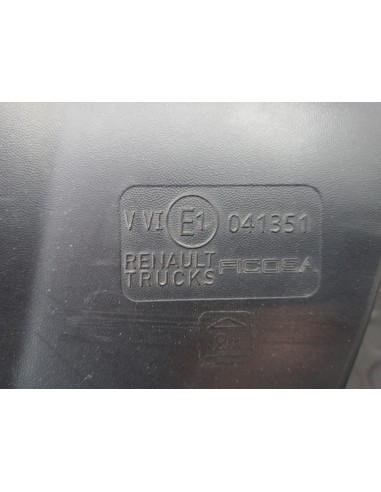 V VI E1 041351
RENAULT FICOSA
TRUCKS